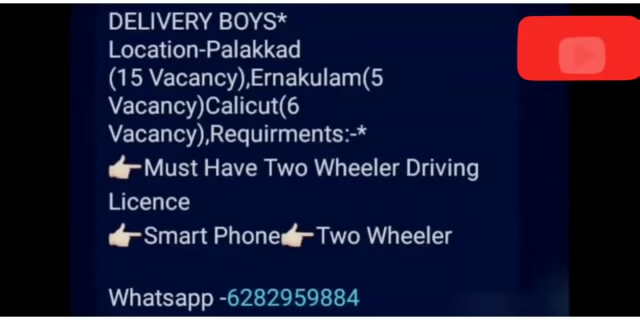 DELIVERY BOYS*
Location-Palakkad
(15 Vacancy),Ernakulam(5
Vacancy)Calicut(6
Vacancy),Requirments:-*
👉Must Have Two Wheeler Driving
Licence
👉Smart Phone👉Two Wheeler
Whatsapp -6282959884